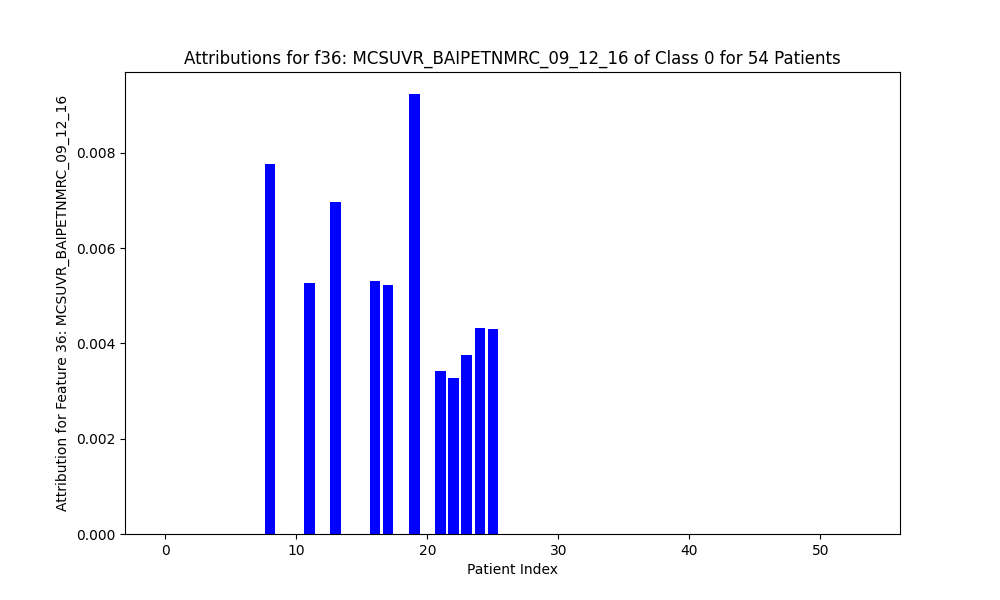 Attributions for f36: MCSUVR_BAIPETNMRC_09_12_16 of Class 0 for 54 Patients
Attribution for Feature 36: MCSUVR_BAIPETNMRC_09_12_16
0.008
0.006
0.004
0.002
0.000
0 10 20 30 40 50
Patient Index